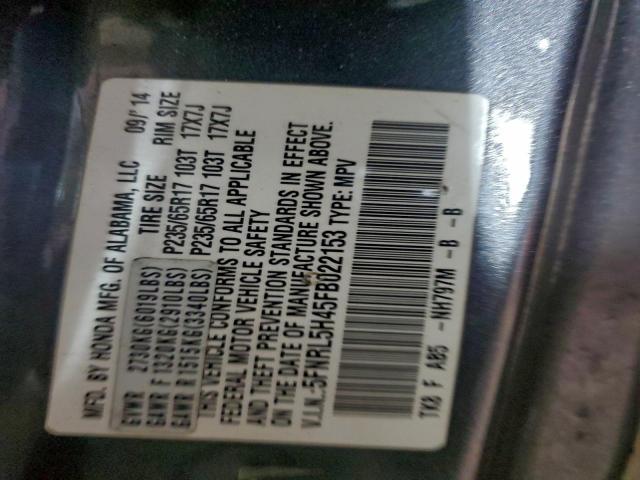 MFD. BY HONDA MFG. OF ALABAMA, LLC 09/ 14
TIRE SIZE RIM SIZE
GVWR 2730KG(6019LBS)
GAWR F 1320KG(2910LBS) P235/65R17 103T 17X7J
GAWR R 1515KG(3340LBS) P235/65R17 103T 17X7J
THIS VEHICLE CONFORMS TO ALL APPLICABLE
FEDERAL MOTOR VEHICLE SAFETY
AND THEFT PREVENTION STANDARDS IN EFFECT
ON THE DATE OF MANUFACTURE SHOWN ABOVE.
V.I.N.:5FNRL5H45FB022153 TYPE: MPV
TK8 F AB5 -NH797M -B -B